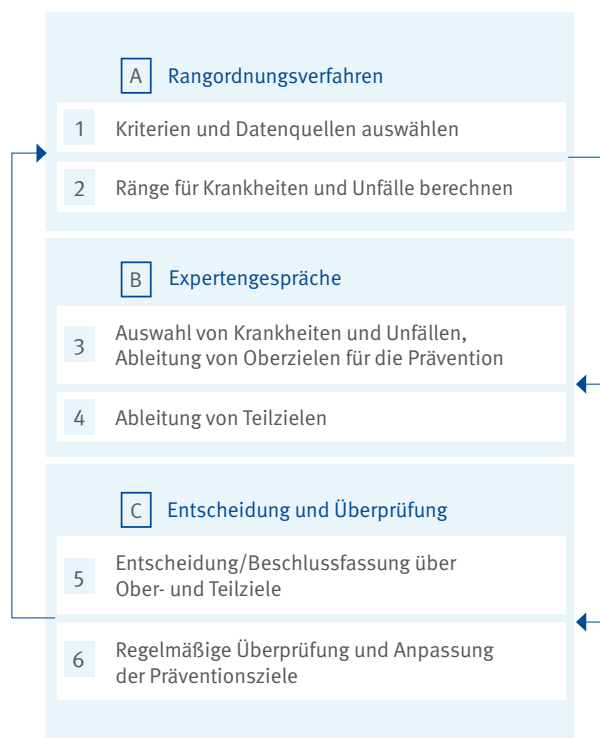 A Rangordnungsverfahren
1 Kriterien und Datenquellen auswählen
2 Ränge für Krankheiten und Unfälle berechnen
B Expertengespräche
3 Auswahl von Krankheiten und Unfällen,
Ableitung von Oberzielen für die Prävention
4 Ableitung von Teilzielen
C Entscheidung und Überprüfung
5 Entscheidung/Beschlussfassung über
Ober- und Teilziele
6 Regelmäßige Überprüfung und Anpassung
der Präventionsziele